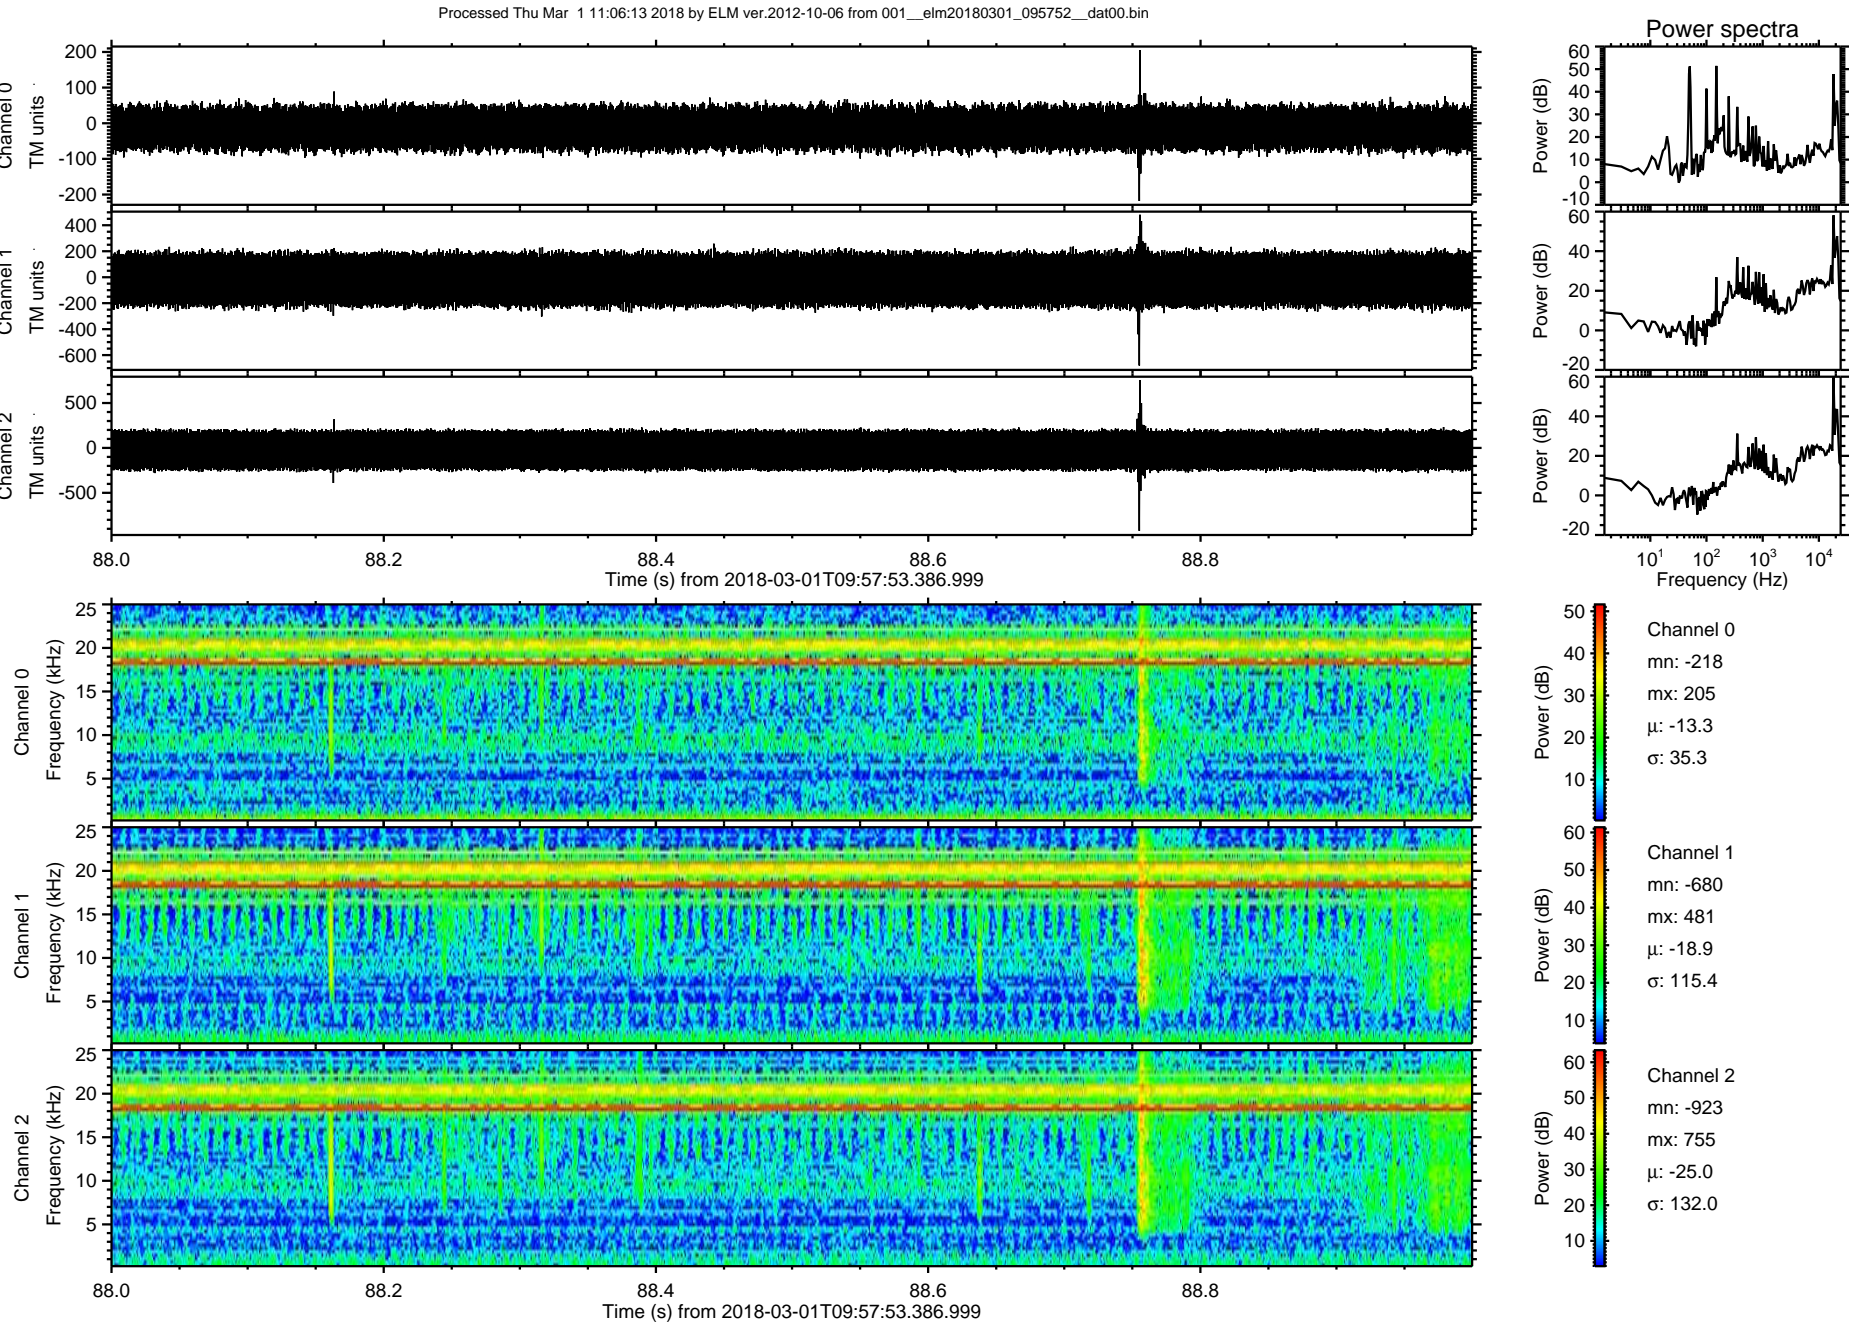 Processed Thu Mar  1 11:06:13 2018 by ELM ver.2012-10-06 from 001__elm20180301_095752__dat00.bin
Power spectra
Channel 0
TM units
200
100
0
-100
-200
Power (dB)
60
50
40
30
20
10
0
-10
Channel 1
TM units
400
200
0
-200
-400
-600
Power (dB)
60
40
20
0
-20
Channel 2
TM units
500
0
-500
Power (dB)
60
40
20
0
-20
88.0 88.2 88.4 88.6 88.8
Time (s) from 2018-03-01T09:57:53.386.999
10^1 10^2 10^3 10^4
Frequency (Hz)
Channel 0
Frequency (kHz)
25
20
15
10
5
Power (dB)
50
40
30
20
10
Channel 0
mn: -218
mx: 205
μ: -13.3
σ: 35.3
Channel 1
Frequency (kHz)
25
20
15
10
5
Power (dB)
60
50
40
30
20
10
Channel 1
mn: -680
mx: 481
μ: -18.9
σ: 115.4
Channel 2
Frequency (kHz)
25
20
15
10
5
Power (dB)
60
50
40
30
20
10
Channel 2
mn: -923
mx: 755
μ: -25.0
σ: 132.0
88.0 88.2 88.4 88.6 88.8
Time (s) from 2018-03-01T09:57:53.386.999